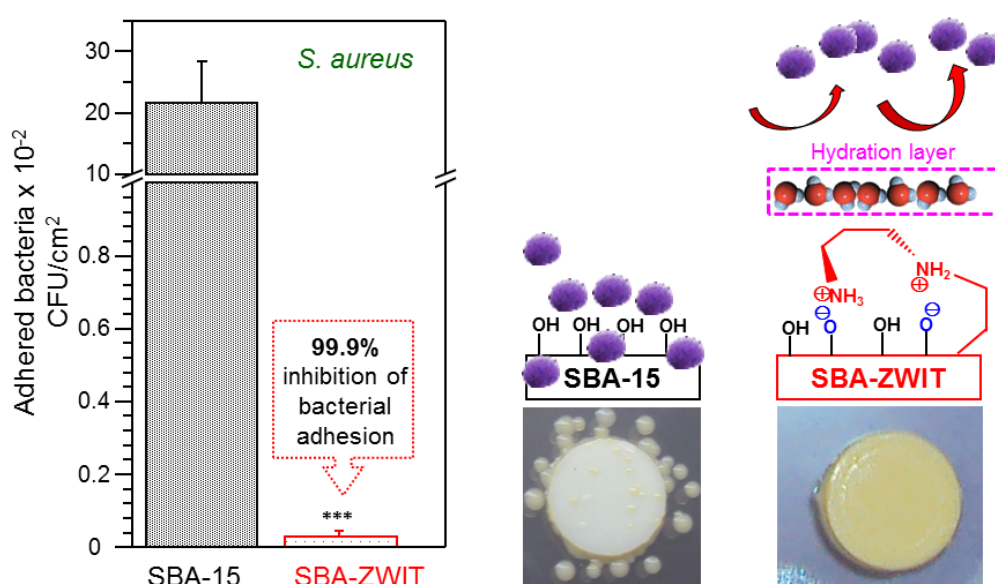 Adhered bacteria x 10-2
CFU/cm2
30
20
10
0.8
0.6
0.4
0.2
0
S. aureus
99.9%
inhibition of
bacterial
adhesion
***
SBA-15
SBA-ZWIT
OH OH OH OH
SBA-15
Hydration layer
⊕NH3
NH2
⊕
⊖
⊖
OH O OH O
SBA-ZWIT